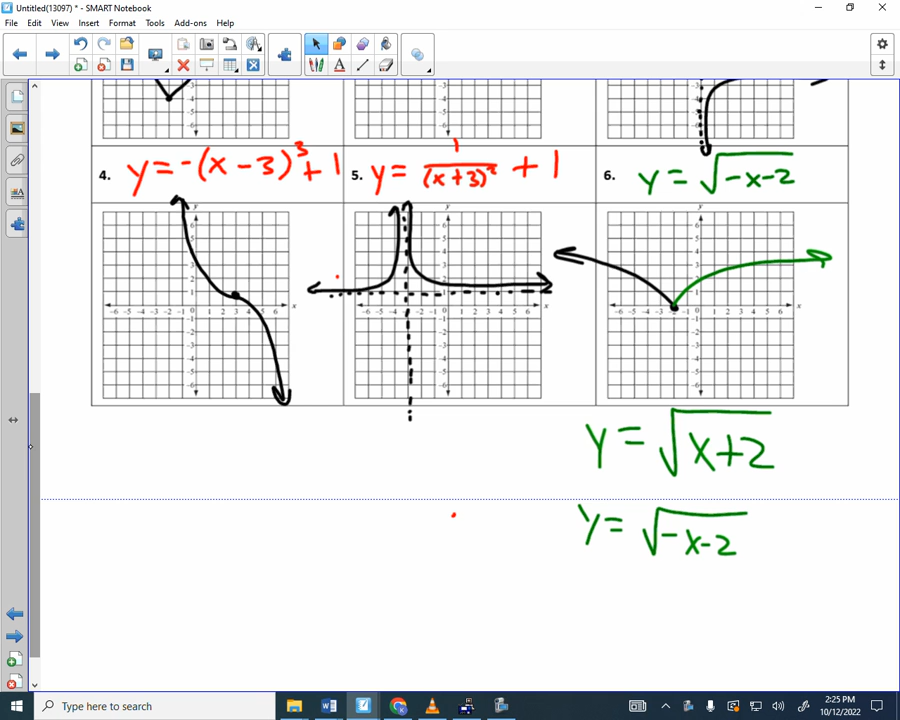 Untitled(13097) * - SMART Notebook
File Edit View Insert Format Tools Add-ons Help
4. y = -(x - 3)³ + 1
5. y = 1/(x + 3)² + 1
6. y = √-x - 2
y = √x + 2
y = √-x - 2
Type here to search
2:25 PM
10/12/2022